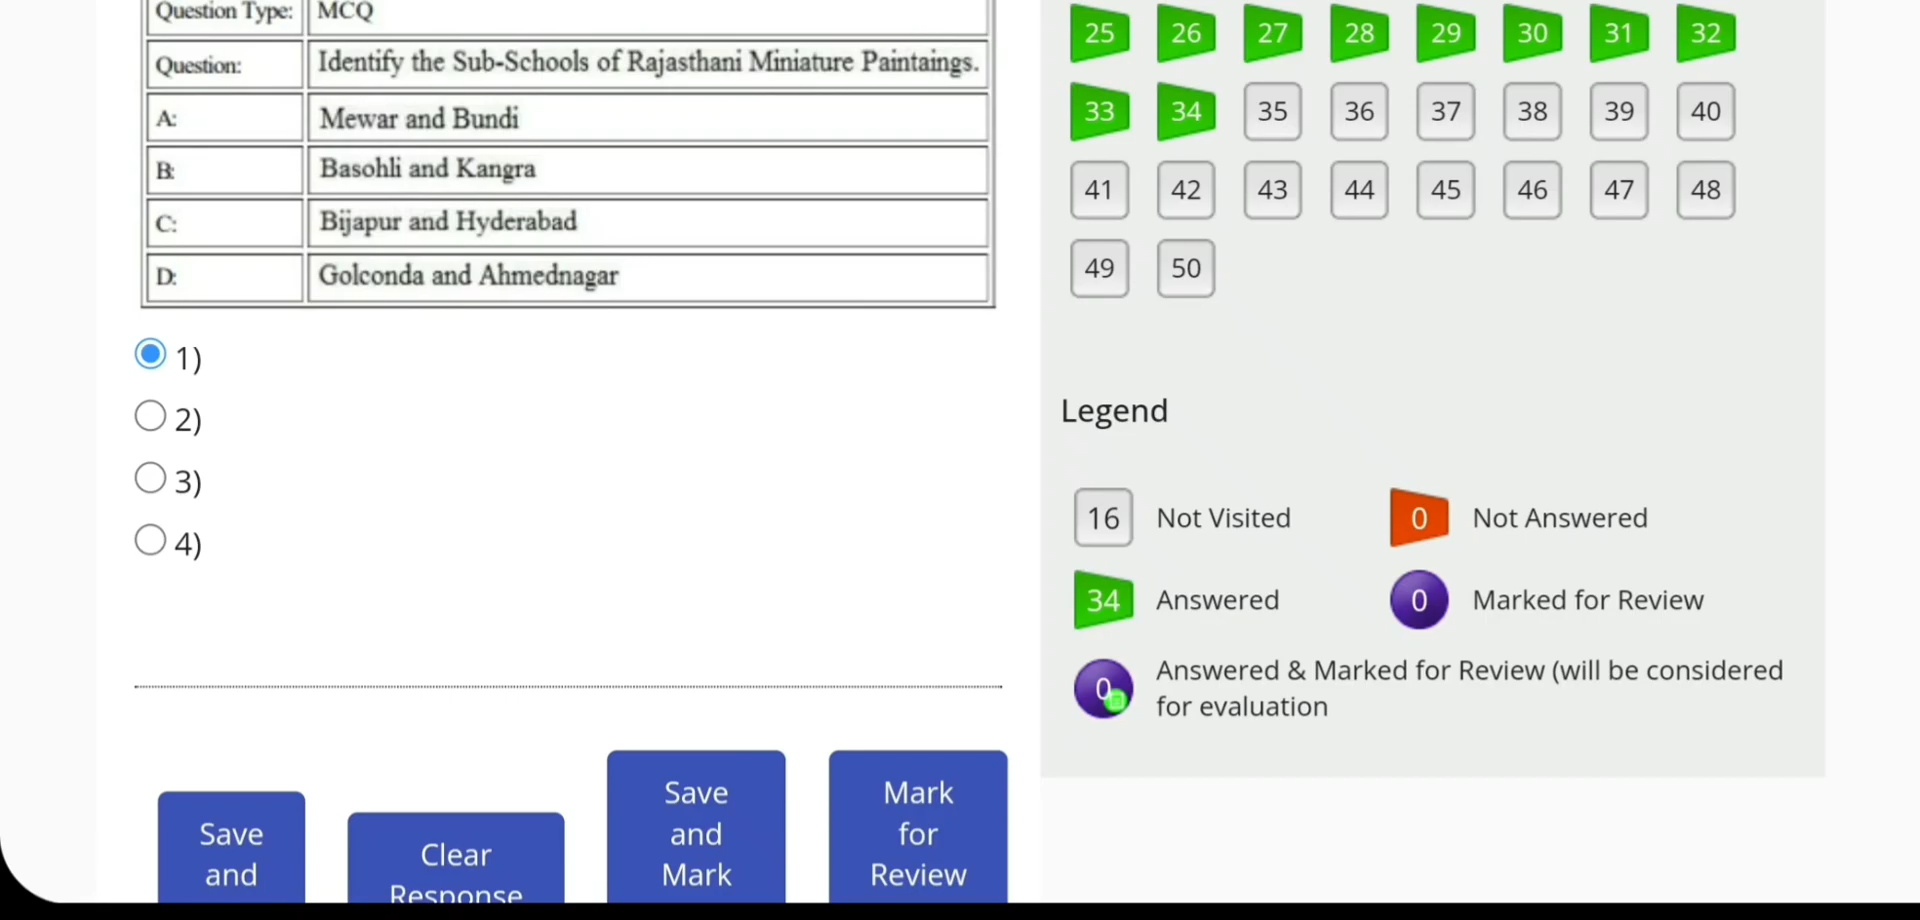 Question Type: MCQ
Question: Identify the Sub-Schools of Rajasthani Miniature Paintaings.
A: Mewar and Bundi
B: Basohli and Kangra
C: Bijapur and Hyderabad
D: Golconda and Ahmednagar
1)
2)
3)
4)
Save and
Clear Response
Save and Mark
Mark for Review
25 26 27 28 29 30 31 32
33 34 35 36 37 38 39 40
41 42 43 44 45 46 47 48
49 50
Legend
16 Not Visited
0 Not Answered
34 Answered
0 Marked for Review
0 Answered & Marked for Review (will be considered
for evaluation